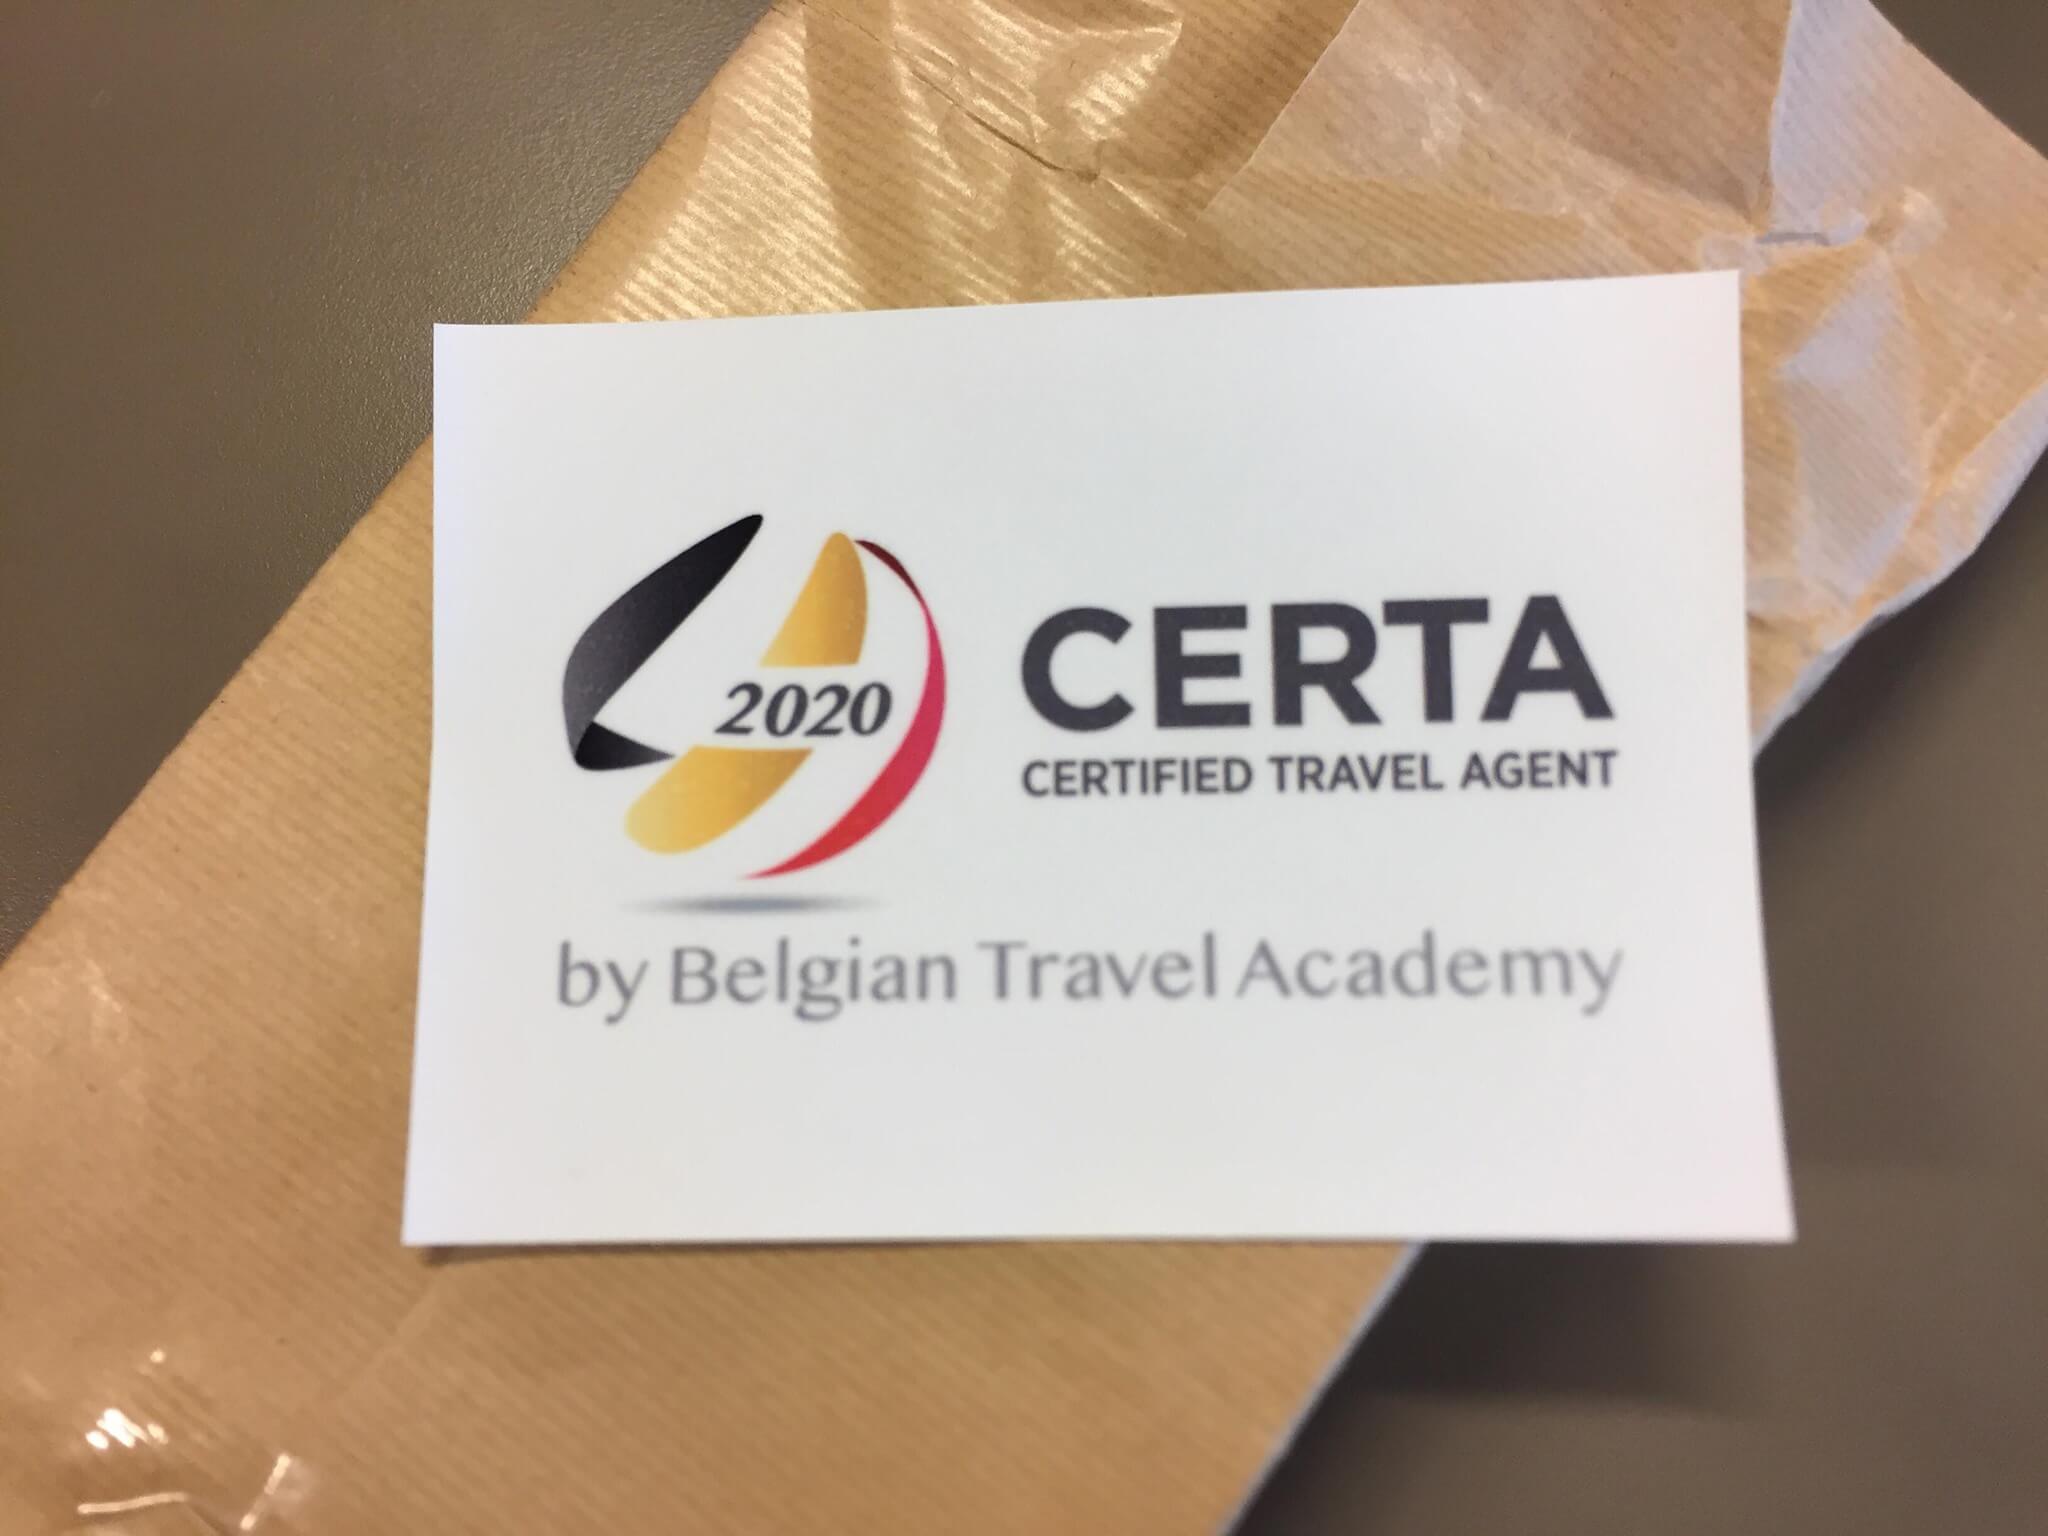 2020
CERTA
CERTIFIED TRAVEL AGENT
by Belgian Travel Academy